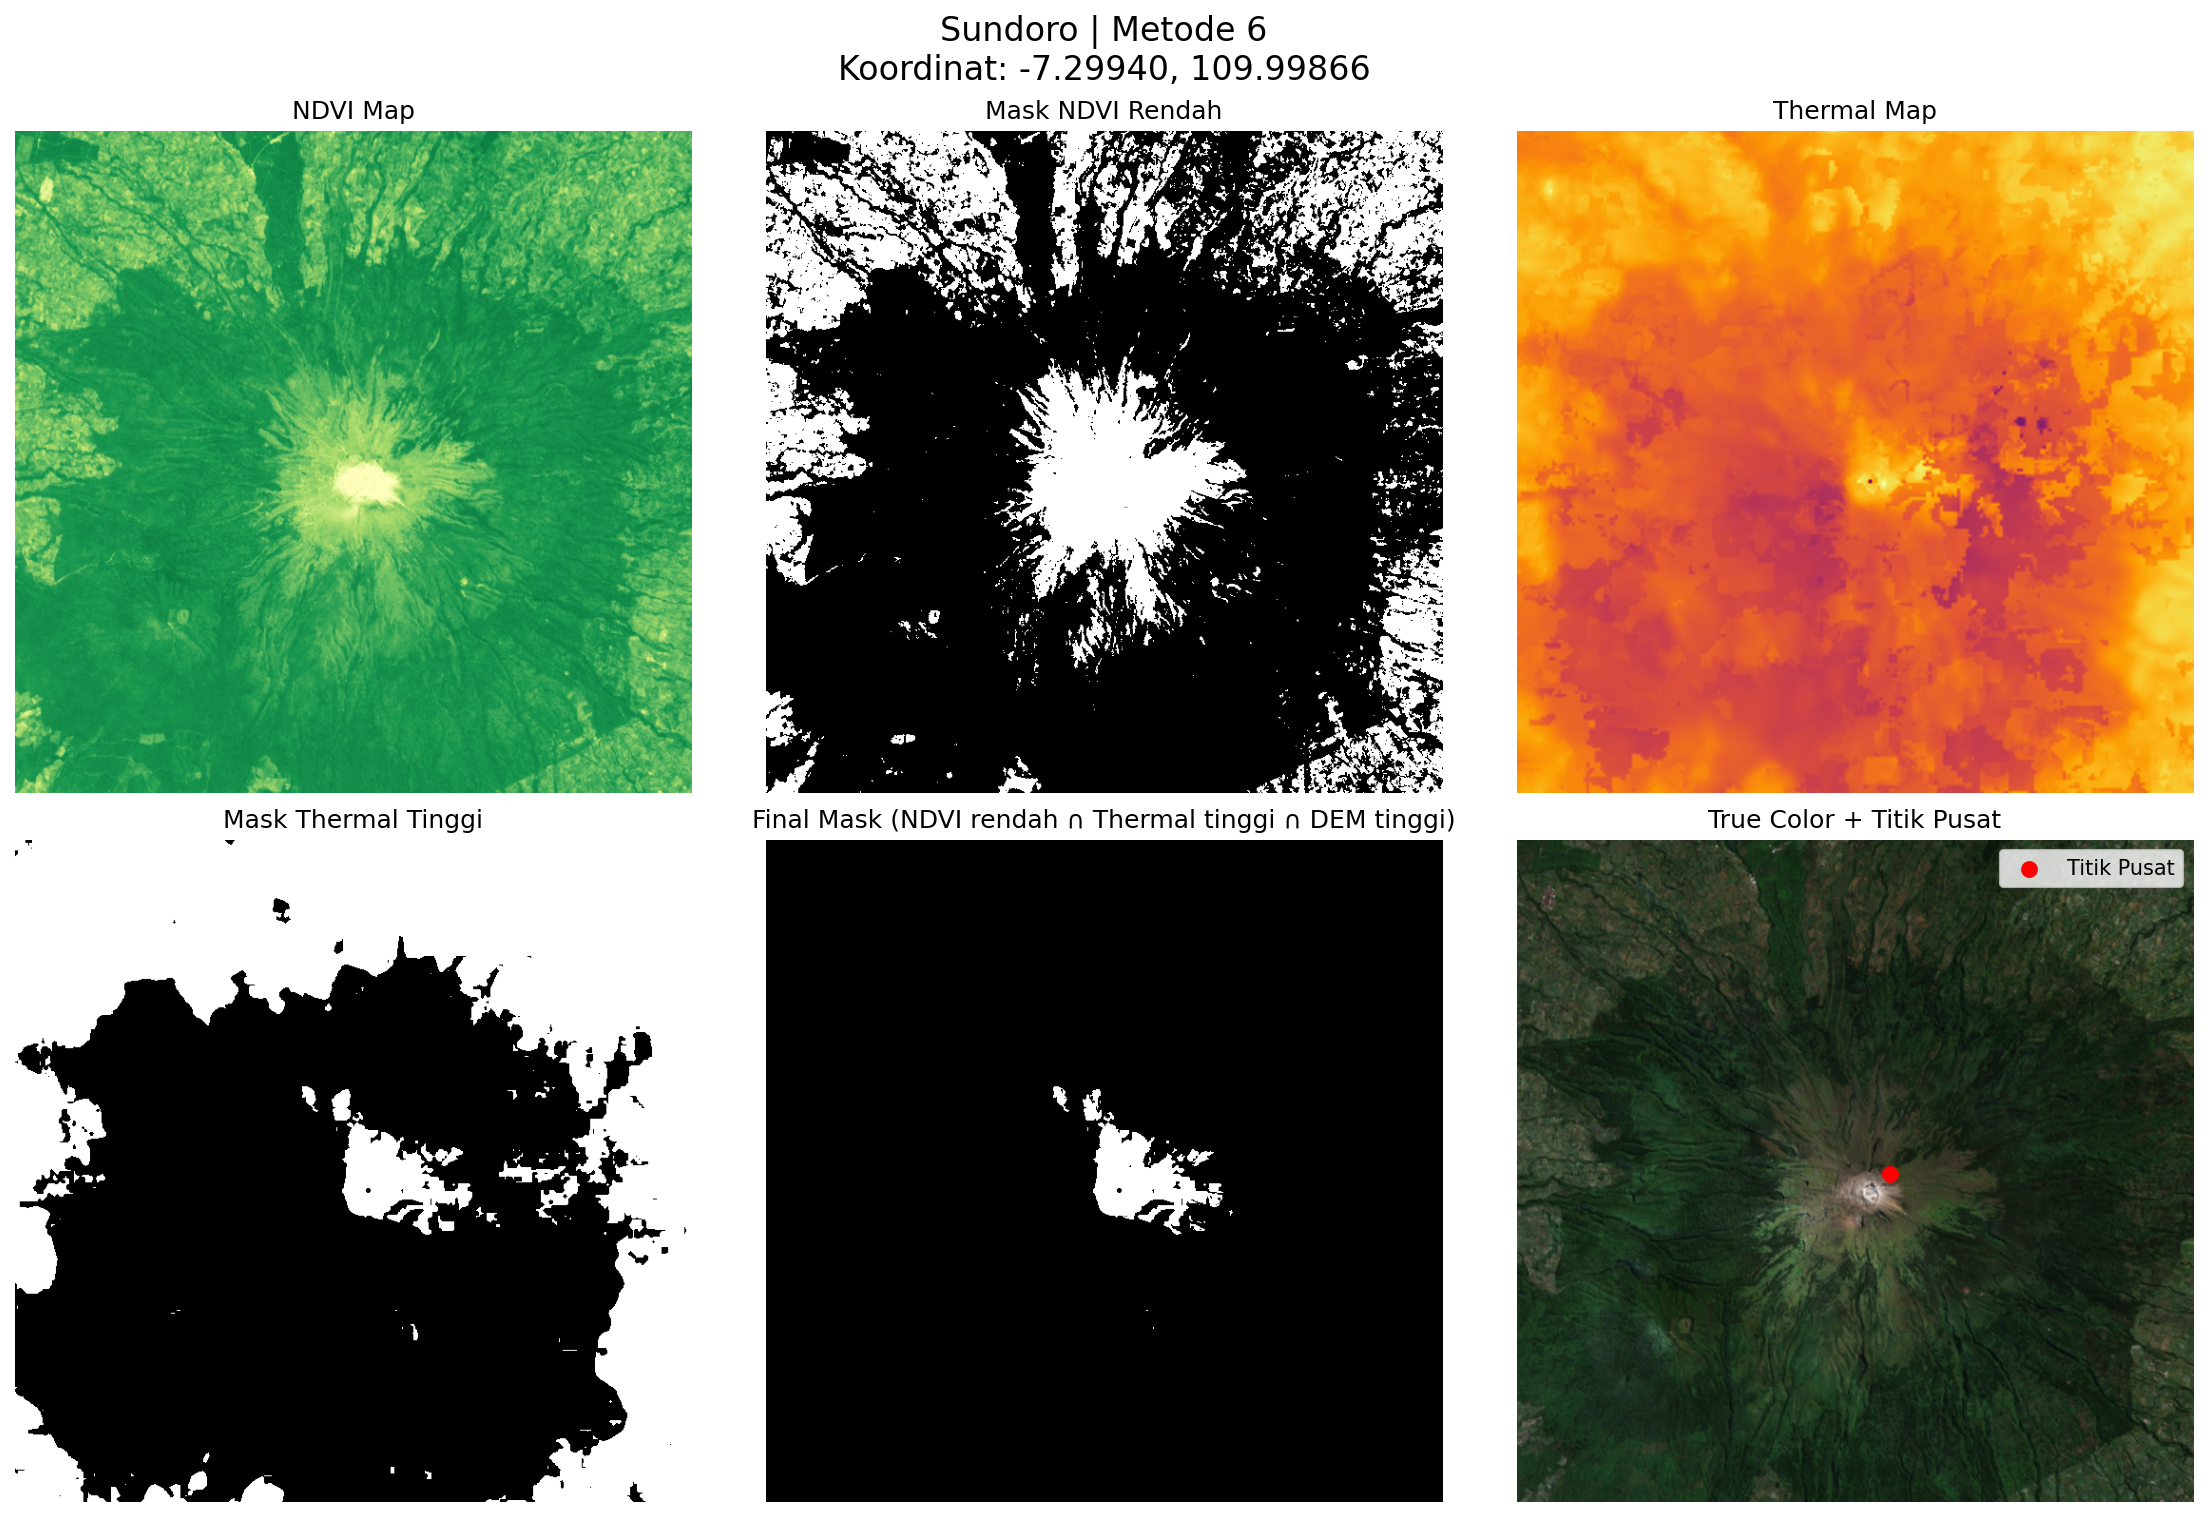 Sundoro | Metode 6
Koordinat: -7.29940, 109.99866
NDVI Map
Mask NDVI Rendah
Thermal Map
Mask Thermal Tinggi
Final Mask (NDVI rendah ∩ Thermal tinggi ∩ DEM tinggi)
True Color + Titik Pusat
Titik Pusat